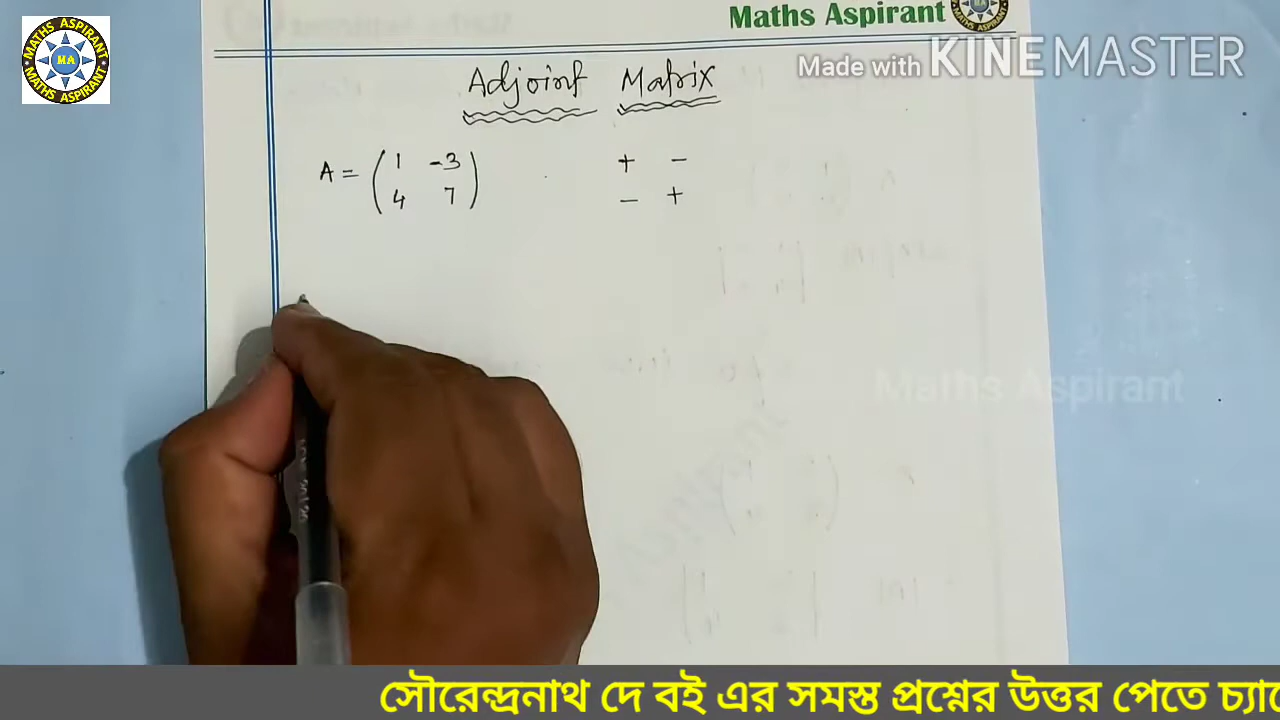 MATHS ASPIRANT
MA
MATHS ASPIRANT
Maths Aspirant
Made with KINEMASTER
Adjoint Matrix
A = ( 1 -3 ) + -
( 4 7 ) - +
Maths Aspirant
সৌরেন্দ্রনাথ দে বই এর সমস্ত প্রশ্নের উত্তর পেতে